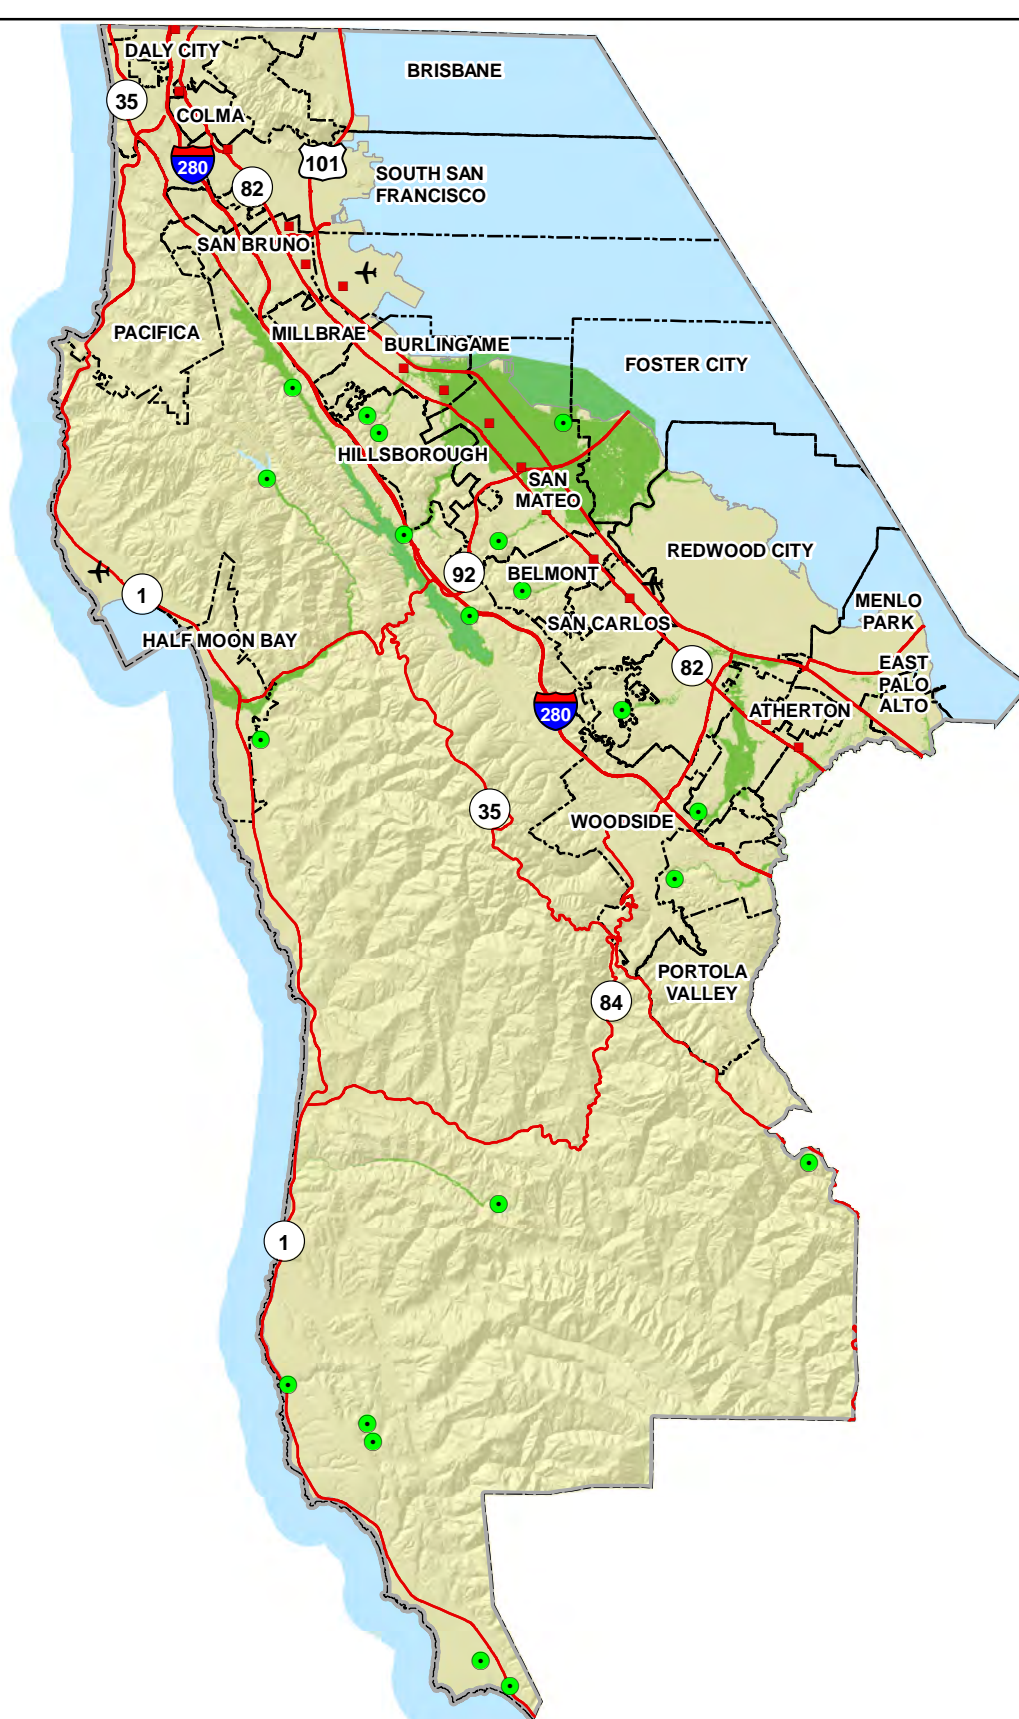 DALY CITY
BRISBANE
35
COLMA
280
101
82
SOUTH SAN
FRANCISCO
SAN BRUNO
PACIFICA
MILLBRAE
BURLINGAME
FOSTER CITY
HILLSBOROUGH
SAN
MATEO
REDWOOD CITY
92
BELMONT
1
MENLO
PARK
SAN CARLOS
HALF MOON BAY
82
EAST
PALO
ALTO
280
ATHERTON
35
WOODSIDE
PORTOLA
VALLEY
84
1